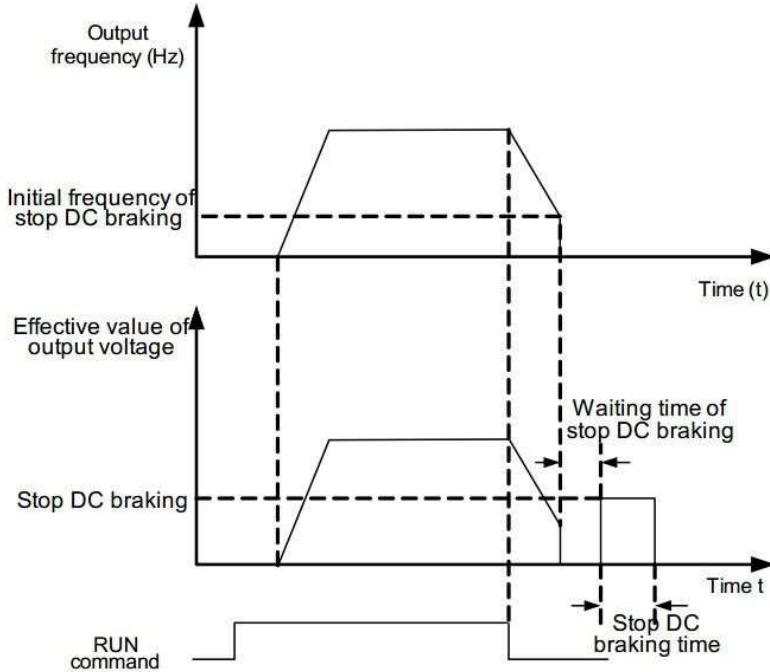 Output
frequency (Hz)
Initial frequency of
stop DC braking
Time (t)
Effective value of
output voltage
Waiting time of
stop DC braking
Stop DC braking
Time t
Stop DC
braking time
RUN
command